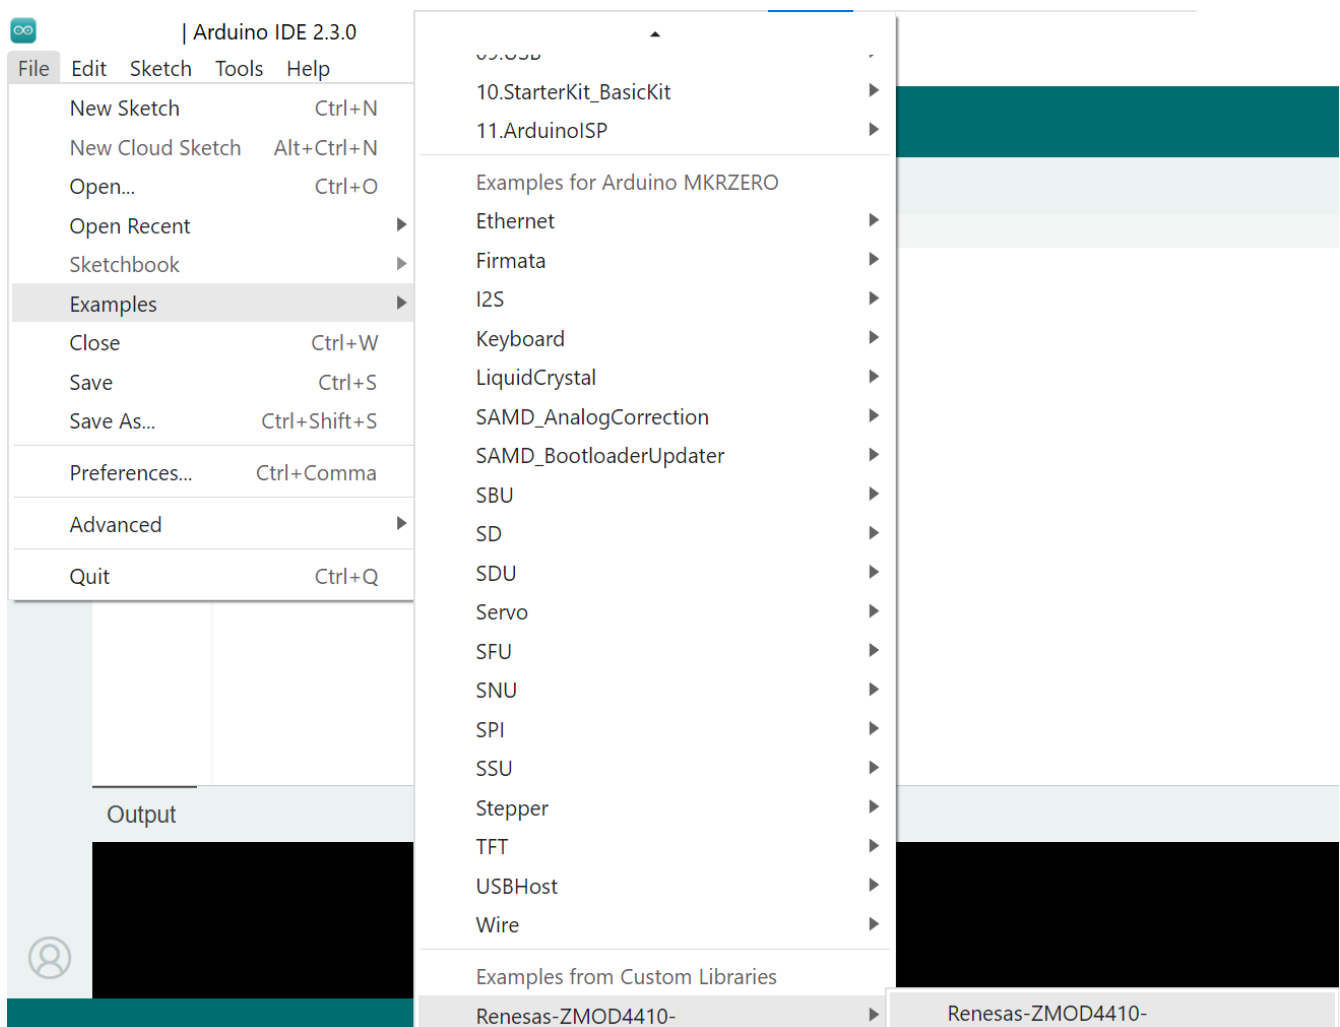 | Arduino IDE 2.3.0
File Edit Sketch Tools Help
New Sketch Ctrl+N
New Cloud Sketch Alt+Ctrl+N
Open... Ctrl+O
Open Recent
Sketchbook
Examples
Close Ctrl+W
Save Ctrl+S
Save As... Ctrl+Shift+S
Preferences... Ctrl+Comma
Advanced
Quit Ctrl+Q
Output
09.USB
10.StarterKit_BasicKit
11.ArduinoISP
Examples for Arduino MKRZERO
Ethernet
Firmata
I2S
Keyboard
LiquidCrystal
SAMD_AnalogCorrection
SAMD_BootloaderUpdater
SBU
SD
SDU
Servo
SFU
SNU
SPI
SSU
Stepper
TFT
USBHost
Wire
Examples from Custom Libraries
Renesas-ZMOD4410-
Renesas-ZMOD4410-